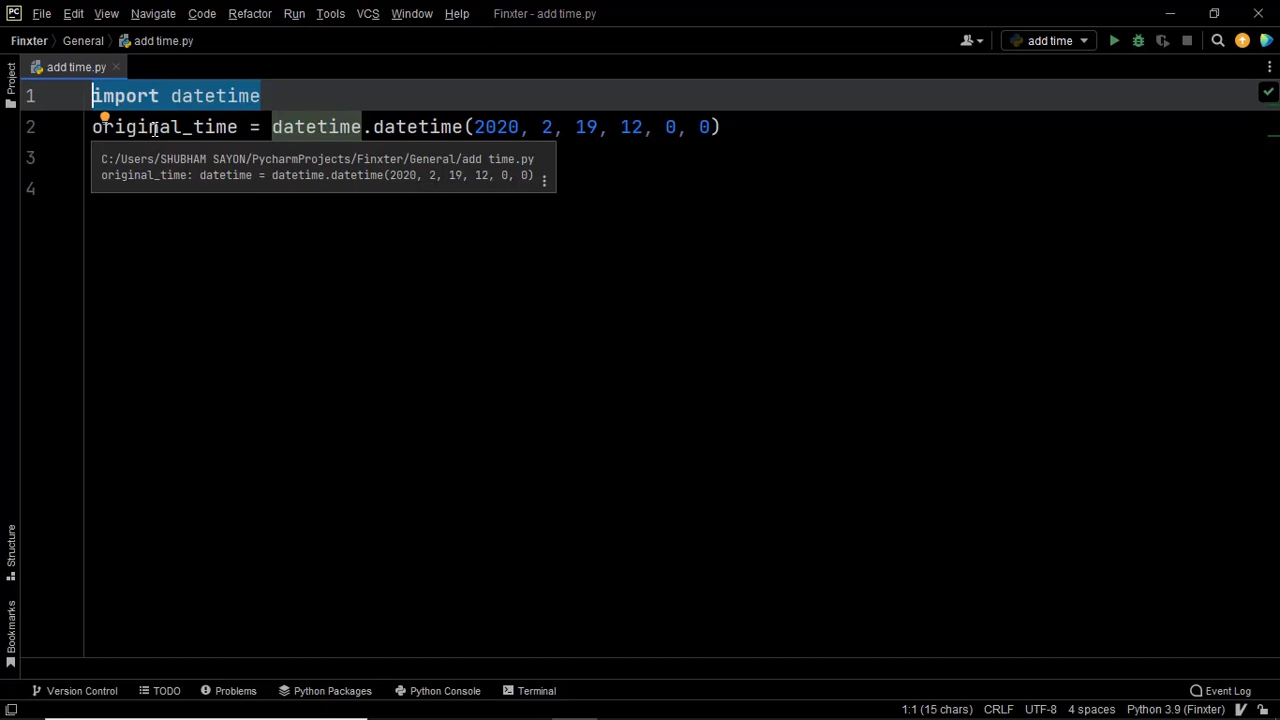 PC File Edit View Navigate Code Refactor Run Tools VCS Window Help Finxter - add time.py
Finxter General add time.py add time
Project
add time.py
1 import datetime
2 original_time = datetime.datetime(2020, 2, 19, 12, 0, 0)
3
C:/Users/SHUBHAM SAYON/PycharmProjects/Finxter/General/add time.py
original_time: datetime = datetime.datetime(2020, 2, 19, 12, 0, 0)
4
Structure
Bookmarks
Version Control TODO Problems Python Packages Python Console Terminal Event Log
1:1 (15 chars) CRLF UTF-8 4 spaces Python 3.9 (Finxter)